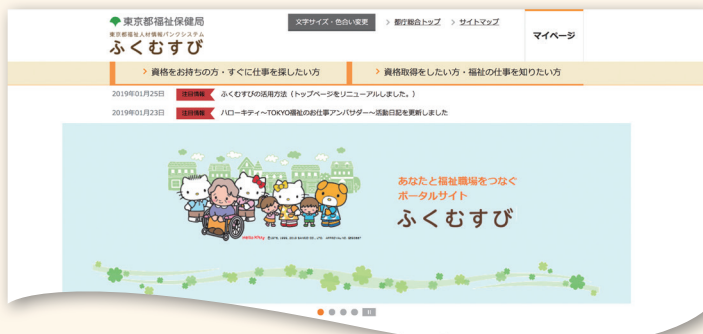 東京都福祉保健局
東京都福祉人材情報バンクシステム
ふくむすび
文字サイズ・色合い変更
> 都庁総合トップ
> サイトマップ
マイページ
> 資格をお持ちの方・すぐに仕事を探したい方
> 資格取得をしたい方・福祉の仕事を知りたい方
2019年01月25日 注目情報 ふくむすびの活用方法（トップページをリニューアルしました。）
2019年01月23日 注目情報 ハローキティ～TOKYO福祉のお仕事アンバサダー～活動日記を更新しました
あなたと福祉職場をつなぐ
ポータルサイト
ふくむすび
Hello Kitty